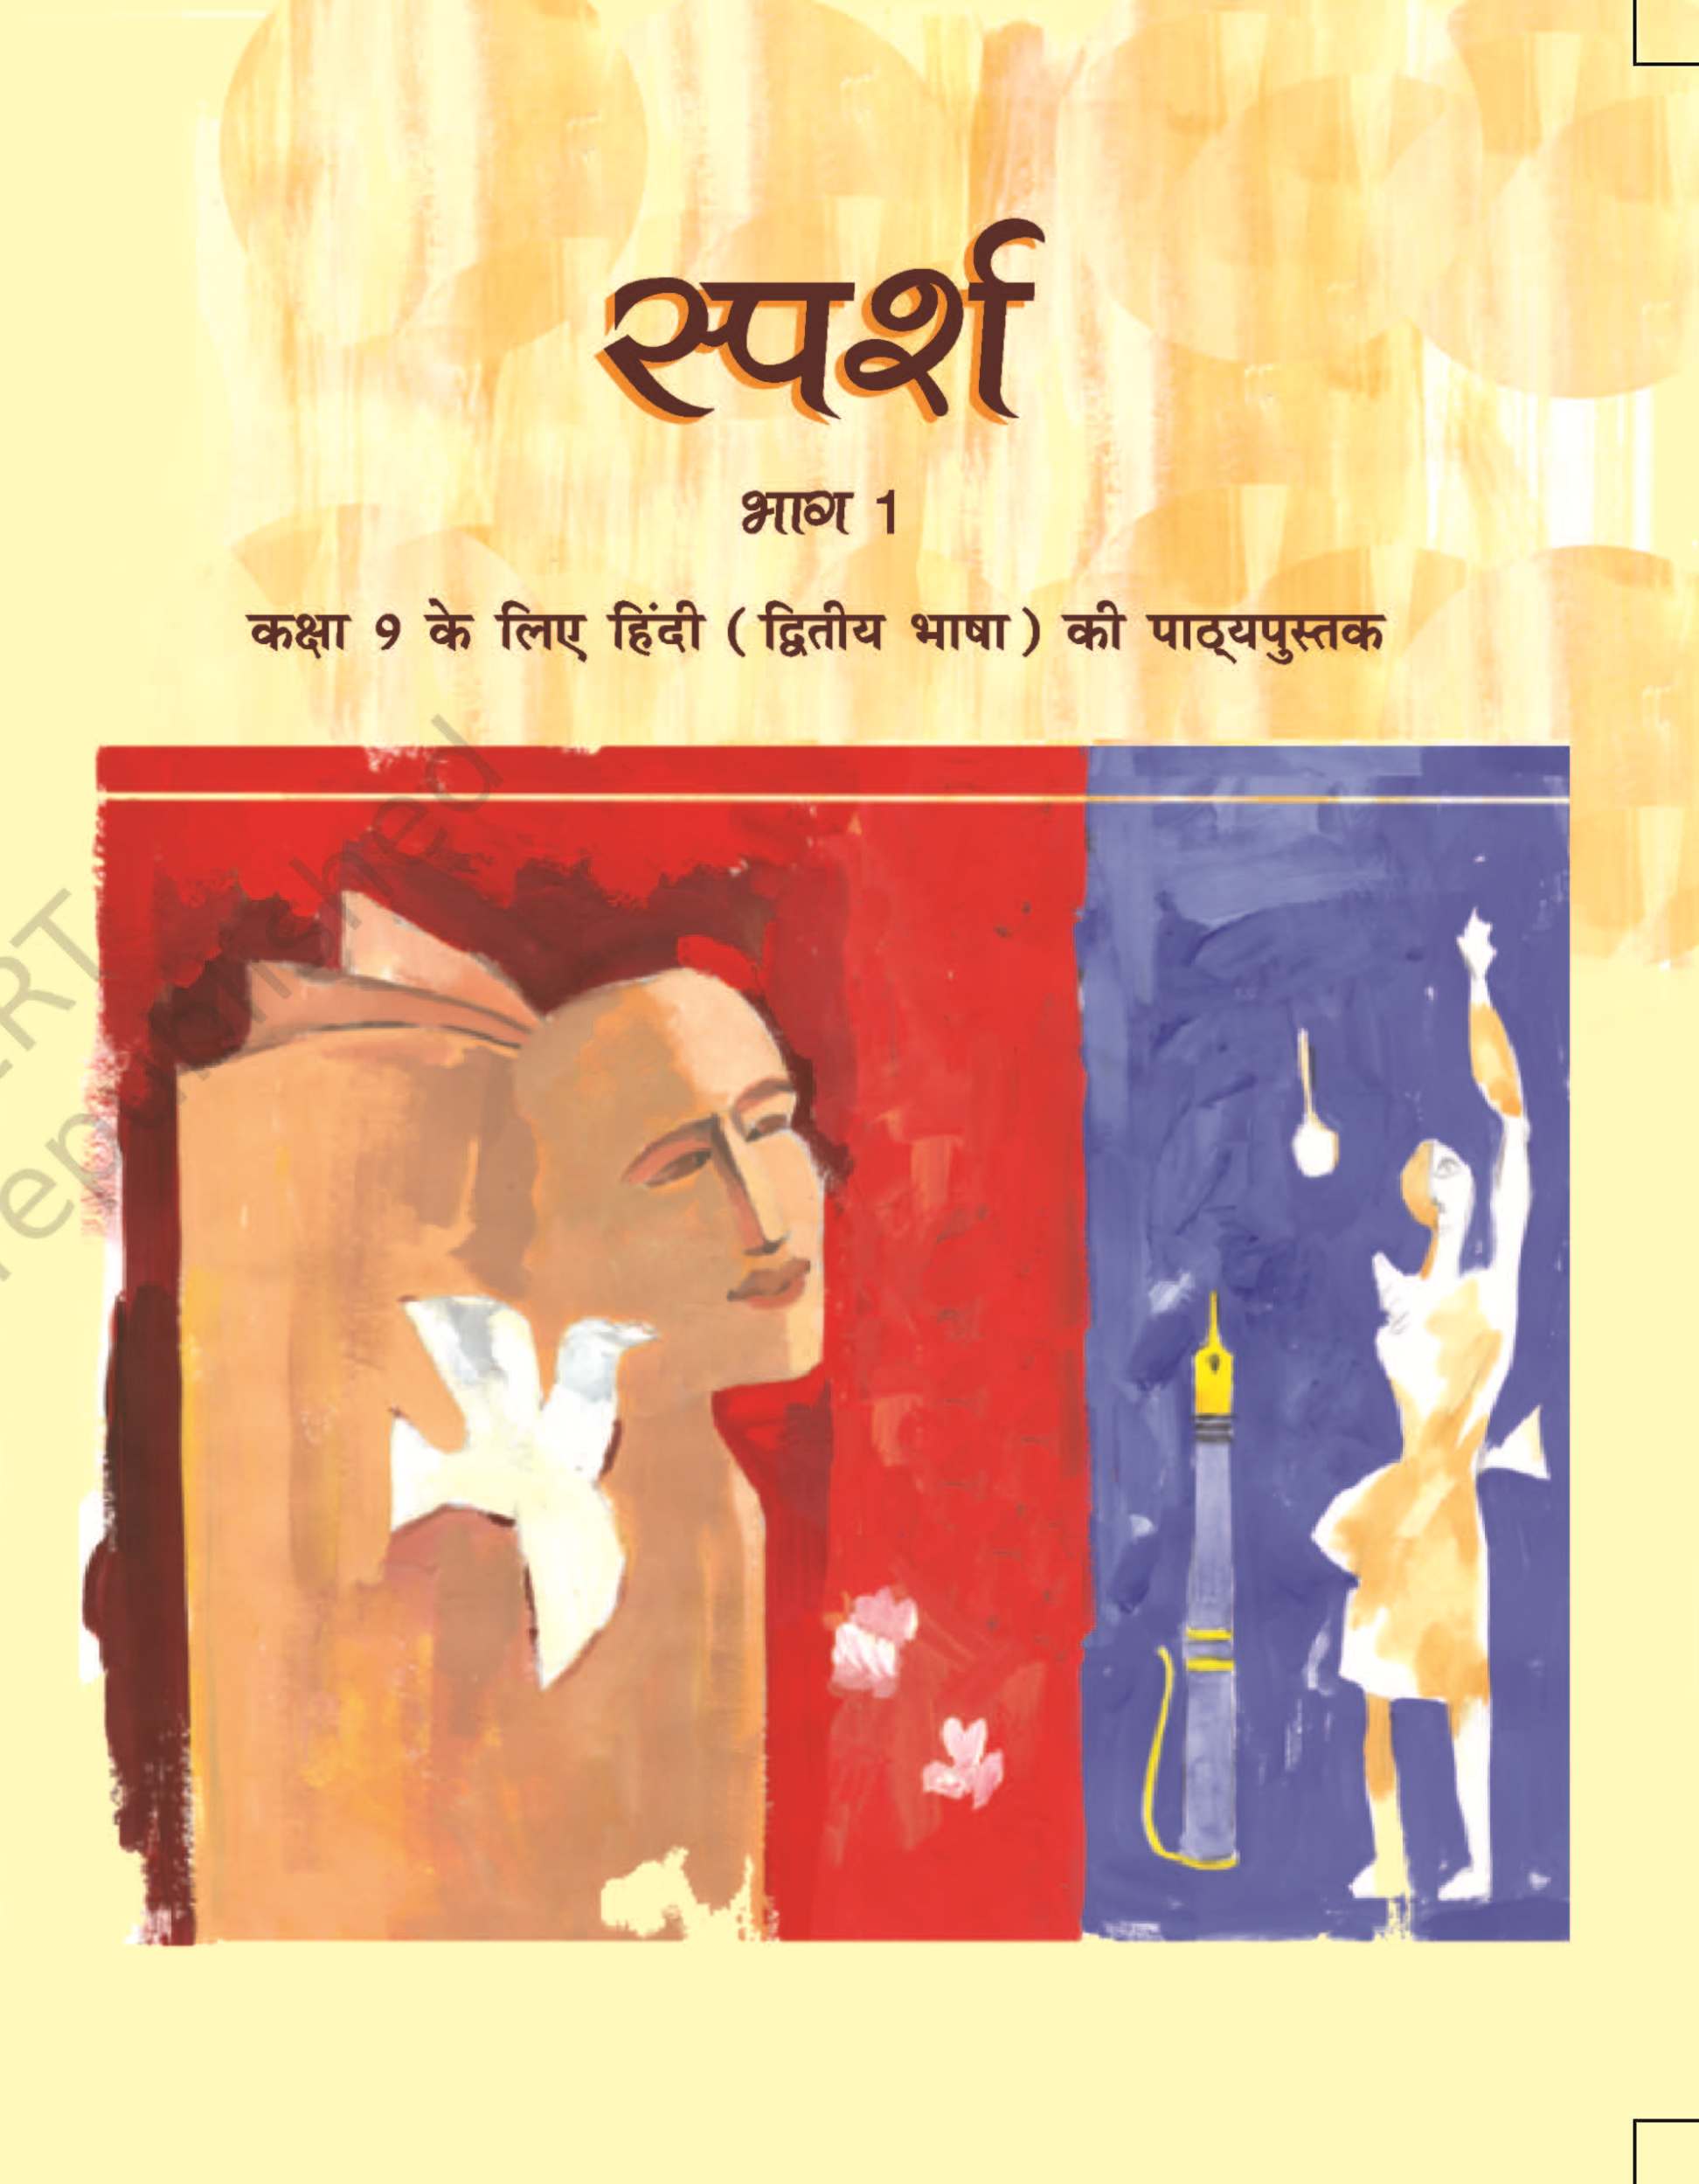 स्पर्श
भाग 1
कक्षा 9 के लिए हिंदी ( द्वितीय भाषा ) की पाठ्यपुस्तक